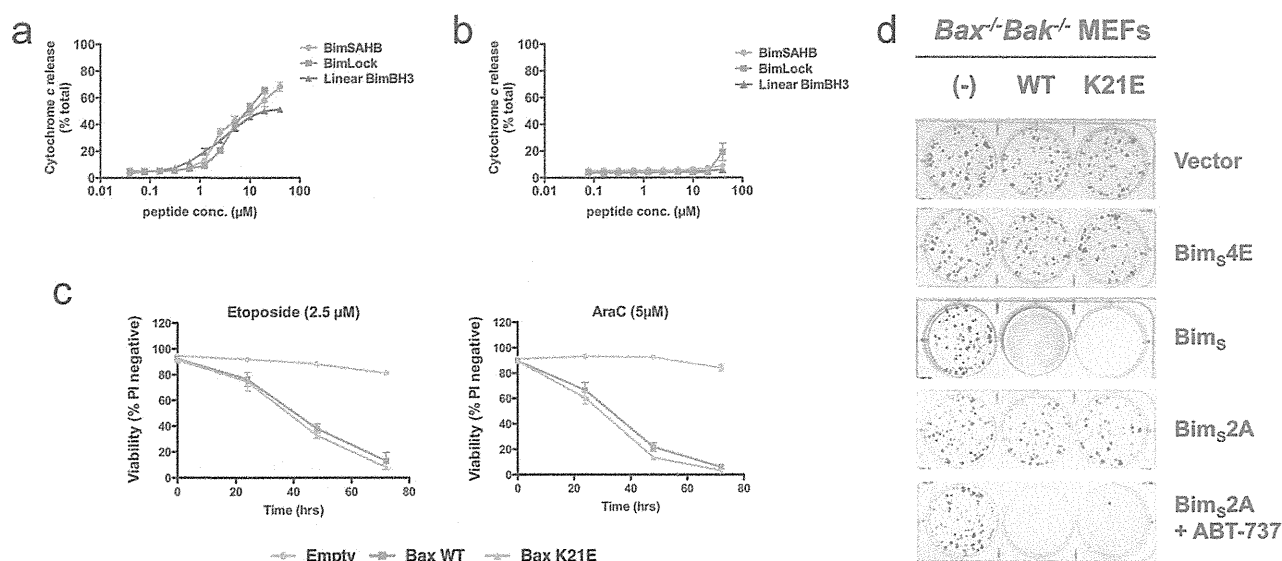 a
Cytochrome c release
(% total)
100
80
60
40
20
0
0.01
0.1
1
10
100
peptide conc. (µM)
BimSAHB
BimLock
Linear BimBH3
b
Cytochrome c release
(% total)
100
80
60
40
20
0
0.01
0.1
1
10
100
peptide conc. (µM)
BimSAHB
BimLock
Linear BimBH3
c
Etoposide (2.5 µM)
Viability (% PI negative)
120
100
80
60
40
20
0
0
20
40
60
80
Time (hrs)
AraC (5µM)
Viability (% PI negative)
120
100
80
60
40
20
0
0
20
40
60
80
Time (hrs)
Empty
Bax WT
Bax K21E
d
Bax-/-Bak-/- MEFs
(-)
WT
K21E
Vector
BimS4E
BimS
BimS2A
BimS2A
+ ABT-737